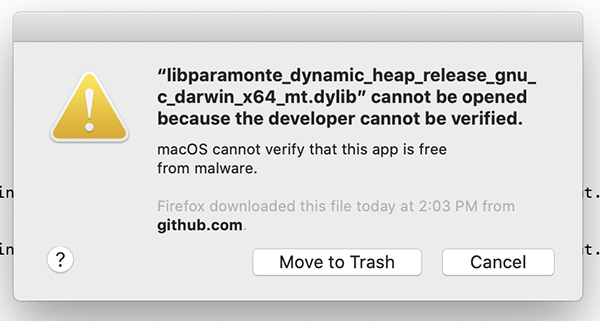 “libparamonte_dynamic_heap_release_gnu_
c_darwin_x64_mt.dylib” cannot be opened
because the developer cannot be verified.
macOS cannot verify that this app is free
from malware.
in
t.
Firefox downloaded this file today at 2:03 PM from
github.com.
in
t.
?
Move to Trash
Cancel